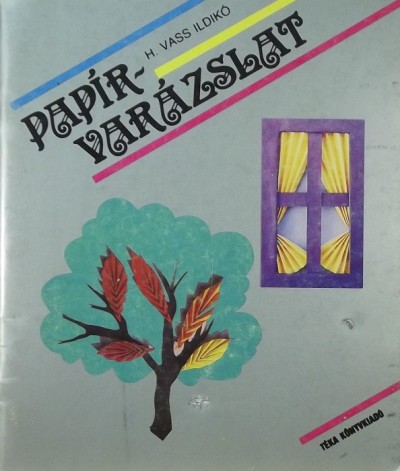 H. VASS ILDIKÓ
PAPÍR-
VARÁZSLAT
TÉKA KÖNYVKIADÓ